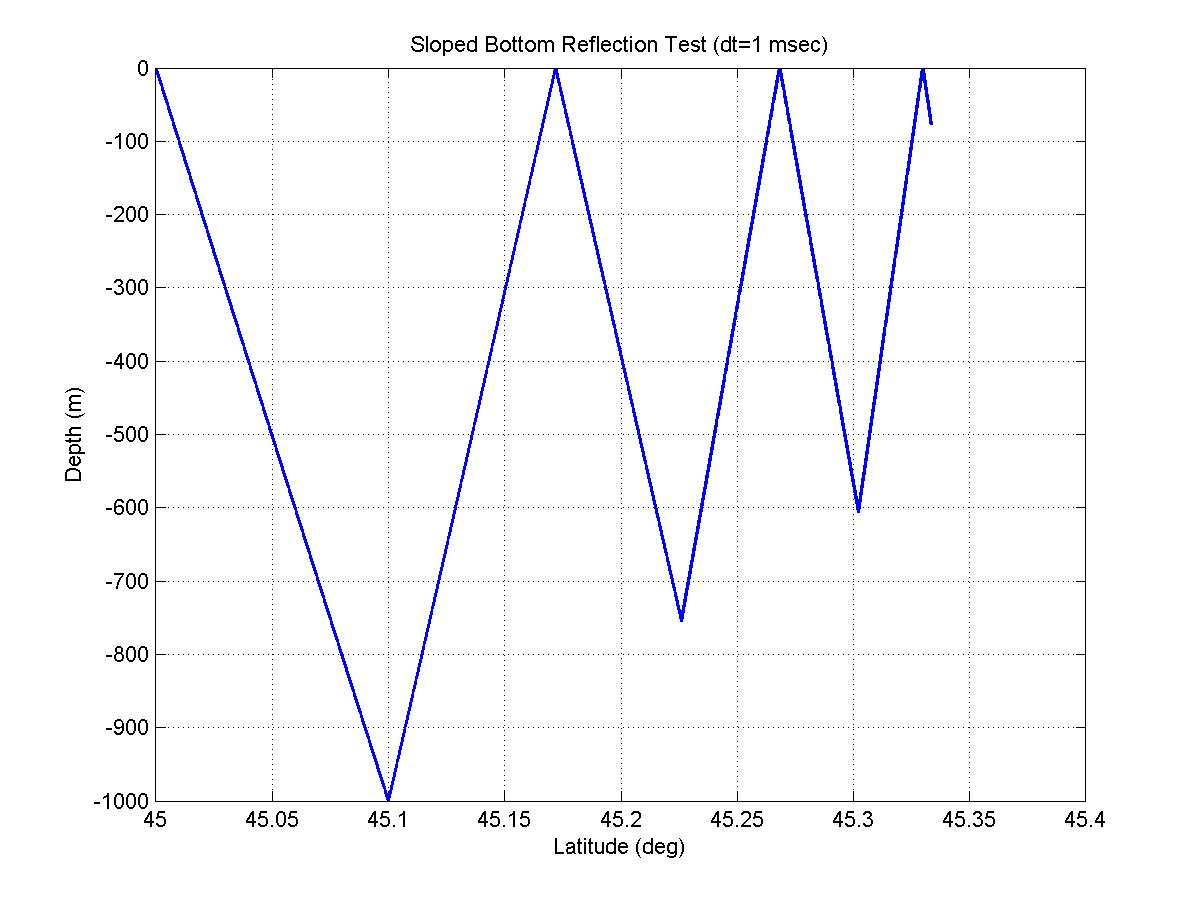 Sloped Bottom Reflection Test (dt=1 msec)
0
-100
-200
-300
-400
-500
-600
-700
-800
-900
-1000
Depth (m)
45 45.05 45.1 45.15 45.2 45.25 45.3 45.35 45.4
Latitude (deg)